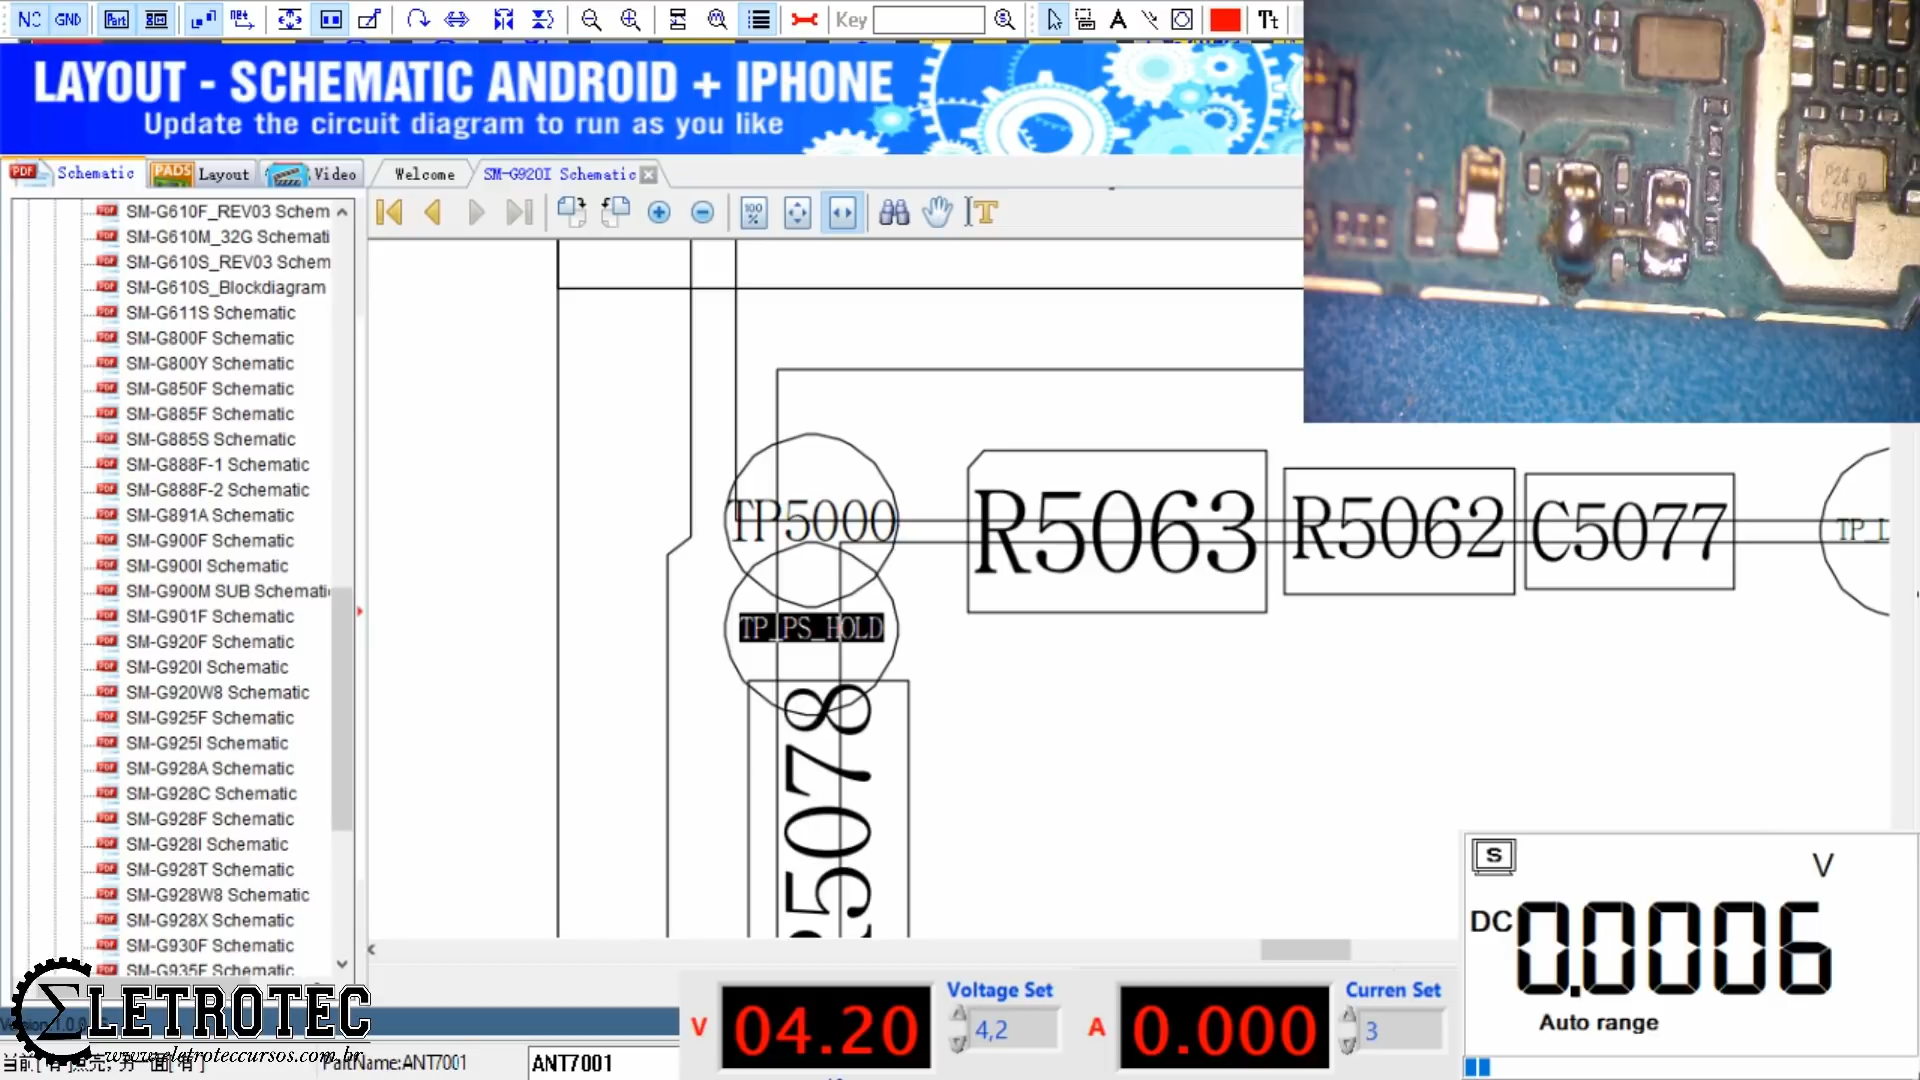 NC GND Part net Key Tt
LAYOUT - SCHEMATIC ANDROID + IPHONE
Update the circuit diagram to run as you like
PDF Schematic PADS Layout Video Welcome SM-G920I Schematic
100 %
T
SM-G610F_REV03 Schem
SM-G610M_32G Schemati
SM-G610S_REV03 Schem
SM-G610S_Blockdiagram
SM-G611S Schematic
SM-G800F Schematic
SM-G800Y Schematic
SM-G850F Schematic
SM-G885F Schematic
SM-G885S Schematic
SM-G888F-1 Schematic
SM-G888F-2 Schematic
SM-G891A Schematic
SM-G900F Schematic
SM-G900I Schematic
SM-G900M SUB Schemati
SM-G901F Schematic
SM-G920F Schematic
SM-G920I Schematic
SM-G920W8 Schematic
SM-G925F Schematic
SM-G925I Schematic
SM-G928A Schematic
SM-G928C Schematic
SM-G928F Schematic
SM-G928I Schematic
SM-G928T Schematic
SM-G928W8 Schematic
SM-G928X Schematic
SM-G930F Schematic
SM-G935F Schematic
TP5000
R5063
R5062
C5077
TP_PS_HOLD
R5078
ELETROTEC
www.eletroteccursos.com.br
PartName:ANT7001
ANT7001
V 04.20
Voltage Set
4,2
A 0.000
Curren Set
3
S
V
DC 0.0006
Auto range